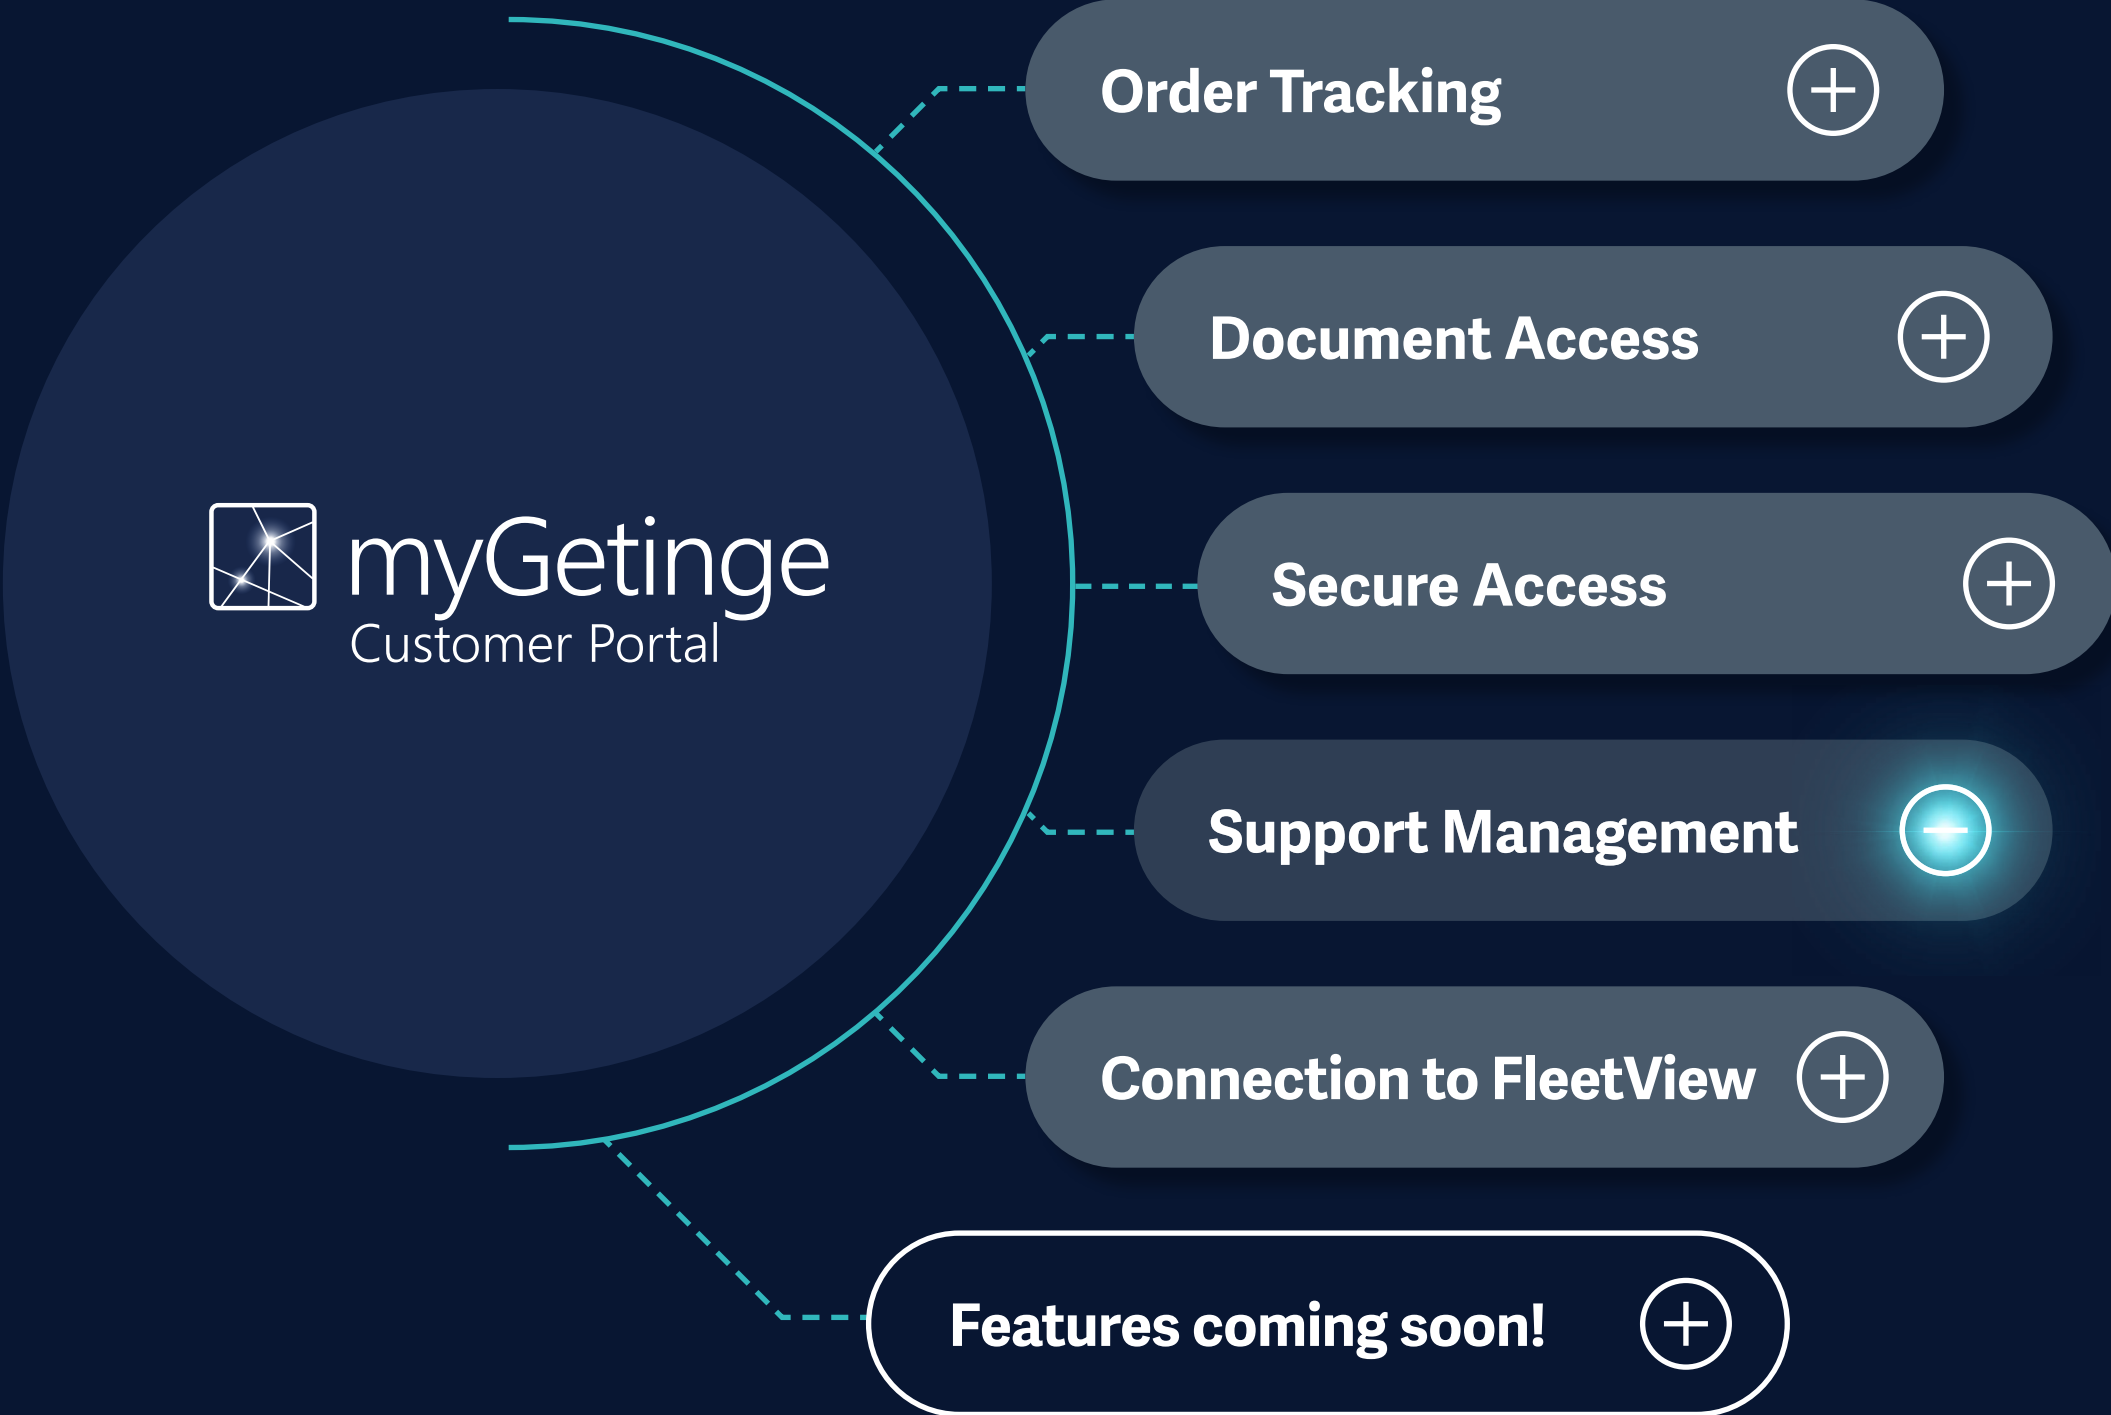 myGetinge
Customer Portal
Order Tracking
Document Access
Secure Access
Support Management
Connection to FleetView
Features coming soon!